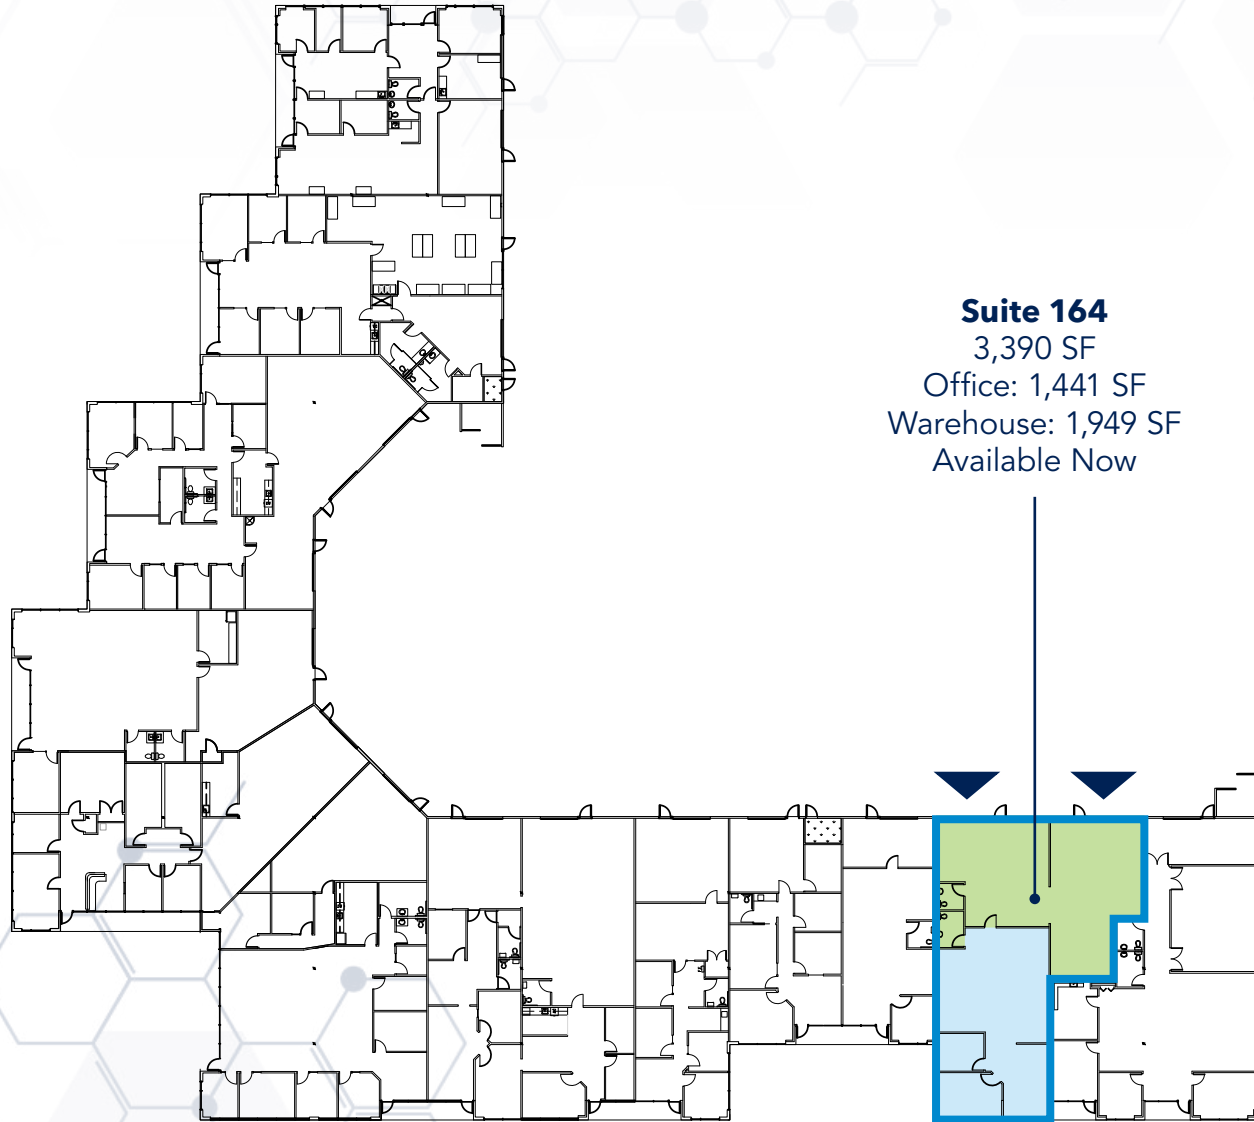 Suite 164
3,390 SF
Office: 1,441 SF
Warehouse: 1,949 SF
Available Now